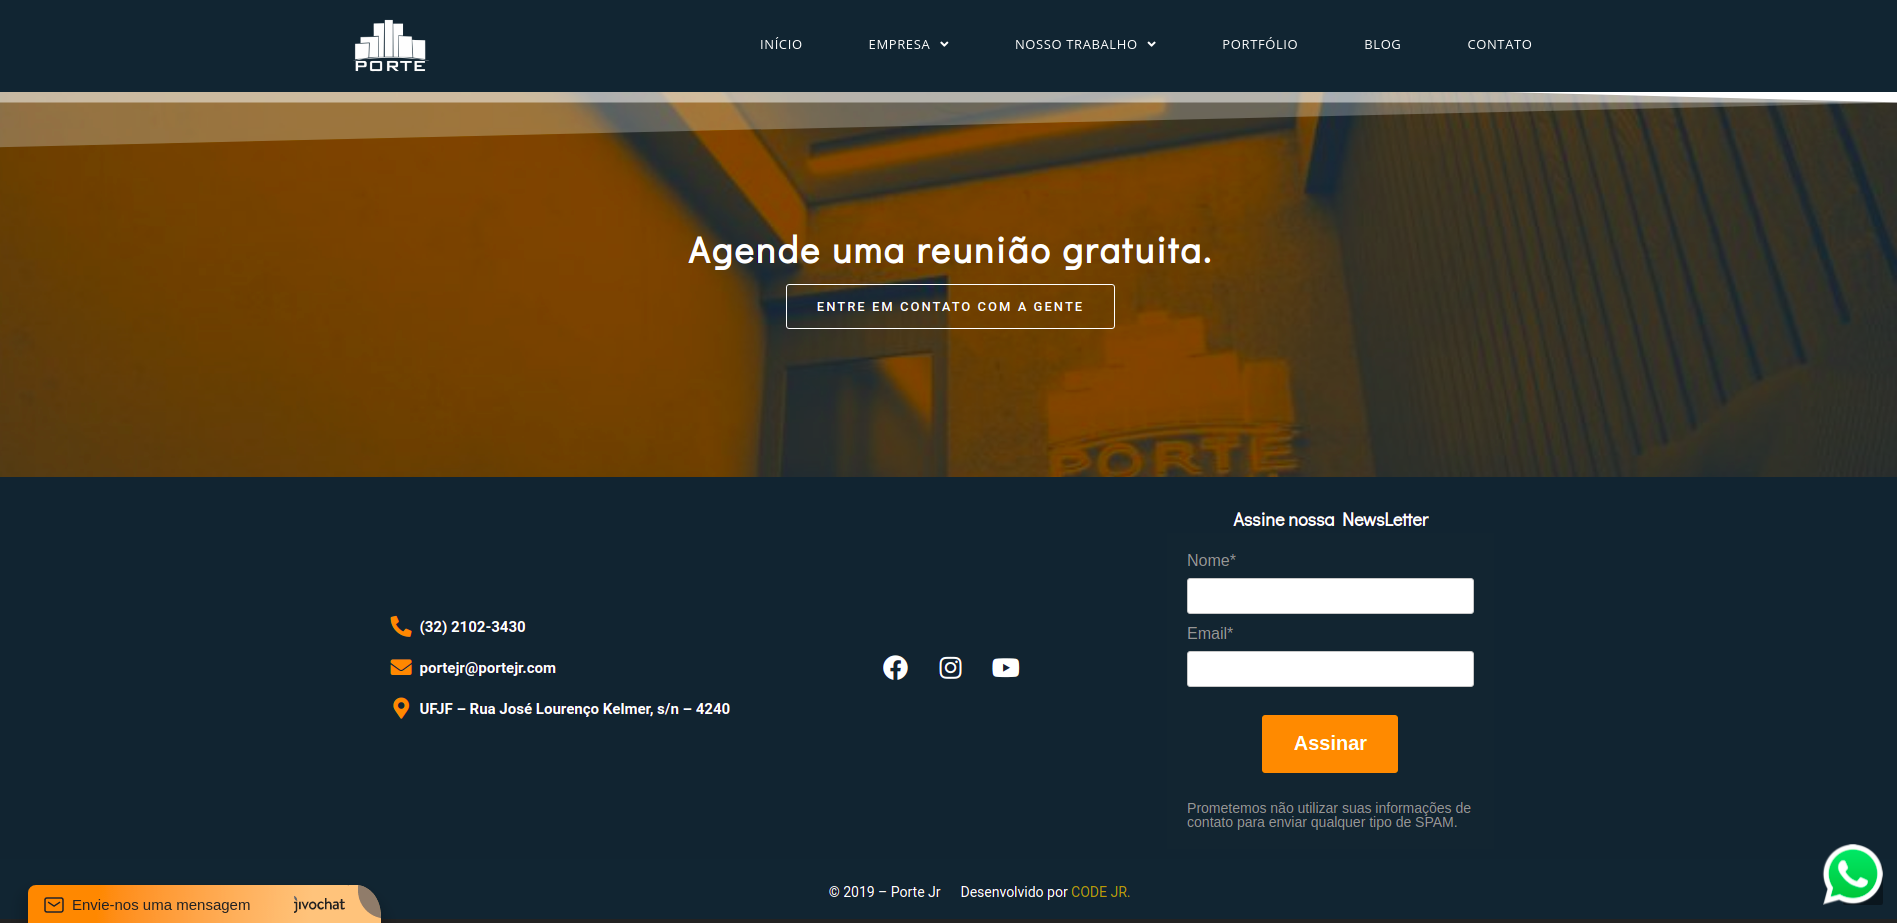 PORTE
INÍCIO
EMPRESA
NOSSO TRABALHO
PORTFÓLIO
BLOG
CONTATO
Agende uma reunião gratuita.
ENTRE EM CONTATO COM A GENTE
PORTE
(32) 2102-3430
portejr@portejr.com
UFJF – Rua José Lourenço Kelmer, s/n – 4240
Assine nossa NewsLetter
Nome*
Email*
Assinar
Prometemos não utilizar suas informações de
contato para enviar qualquer tipo de SPAM.
© 2019 – Porte Jr Desenvolvido por CODE JR.
Envie-nos uma mensagem jivochat